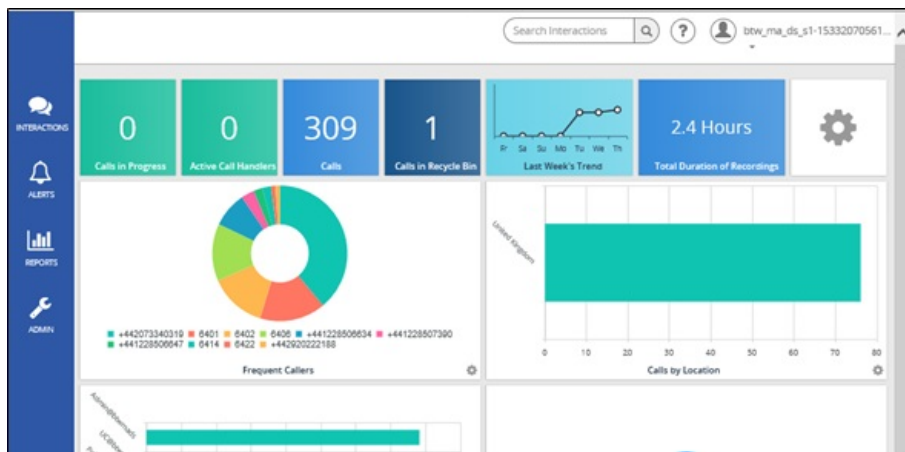 Search Interactions
?
btw_ma_ds_s1-15332070561...
INTERACTIONS
ALERTS
REPORTS
ADMIN
0
Calls in Progress
0
Active Call Handlers
309
Calls
1
Calls in Recycle Bin
Fr Sa Su Mo Tu We Th
Last Week's Trend
2.4 Hours
Total Duration of Recordings
+442073340319 6401 6402 6406 +441228506634 +441228507390
+441228506647 6414 6422 +442920222188
Frequent Callers
United Kingdom
0 10 20 30 40 50 60 70 80
Calls by Location